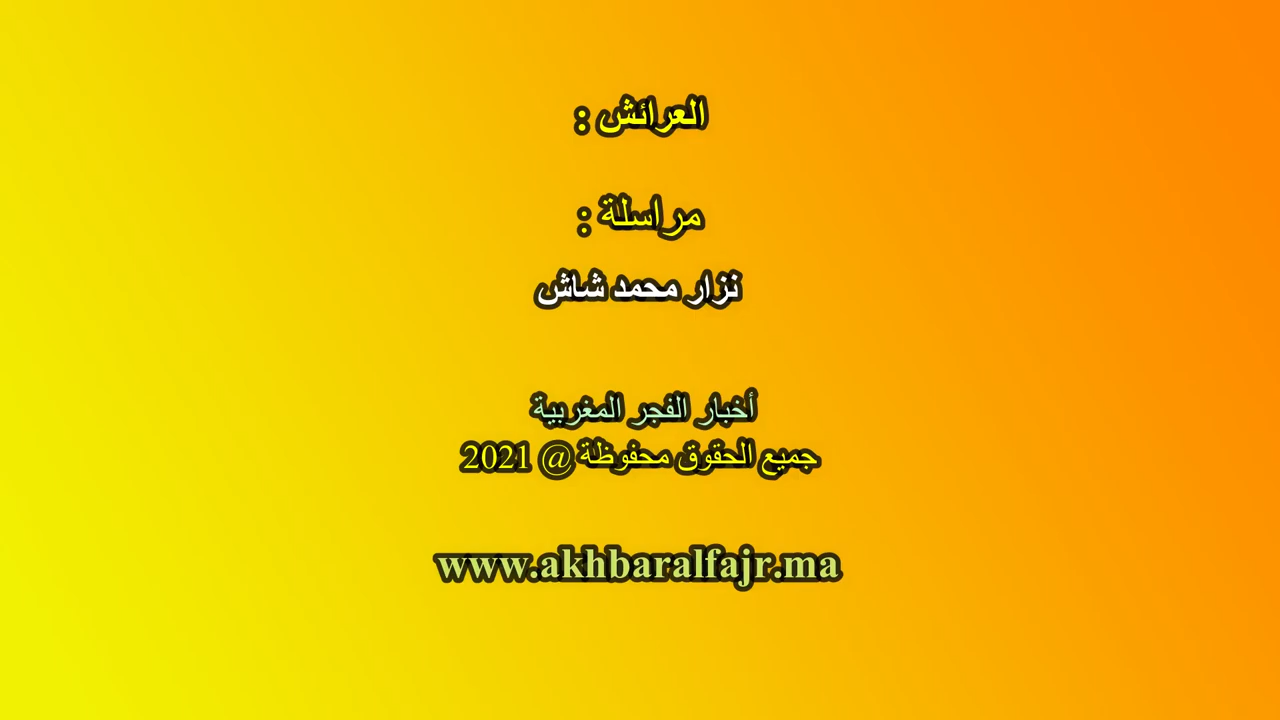 العرائش :
مراسلة :
نزار محمد شاش
أخبار الفجر المغربية
جميع الحقوق محفوظة @ 2021
www.akhbaralfajr.ma